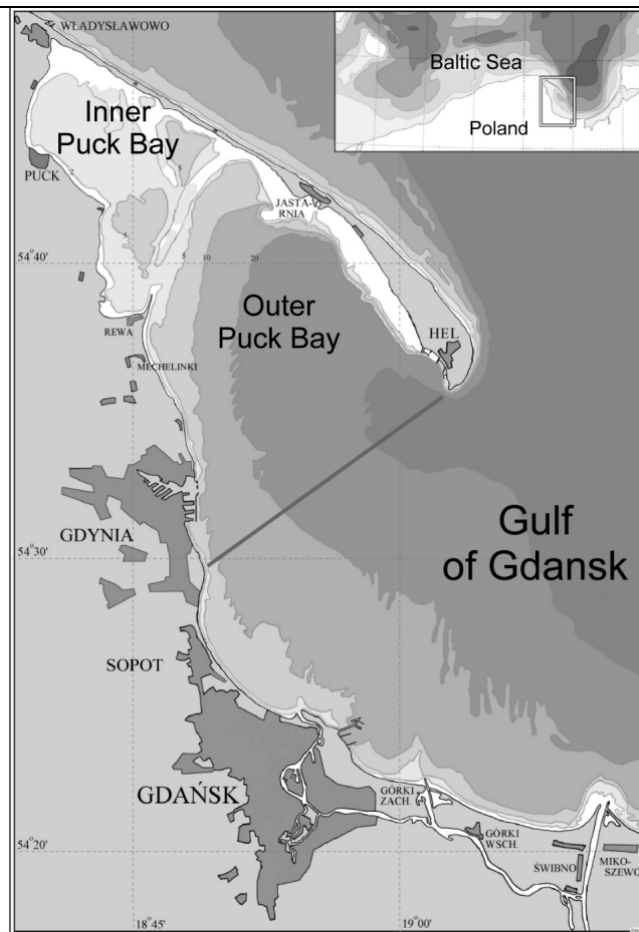 WŁADYSŁAWOWO
Baltic Sea
Poland
Inner
Puck Bay
PUCK
JASTA-
RNIA
54°40'
5
5
10
20
Outer
Puck Bay
HEL
REWA
MECHELINKI
GDYNIA
54°30'
Gulf
of Gdansk
SOPOT
GDAŃSK
GÓRKI
ZACH.
GÓRKI
WSCH.
54°20'
ŚWIBNO
MIKO-
SZEWO
18°45'
19°00'